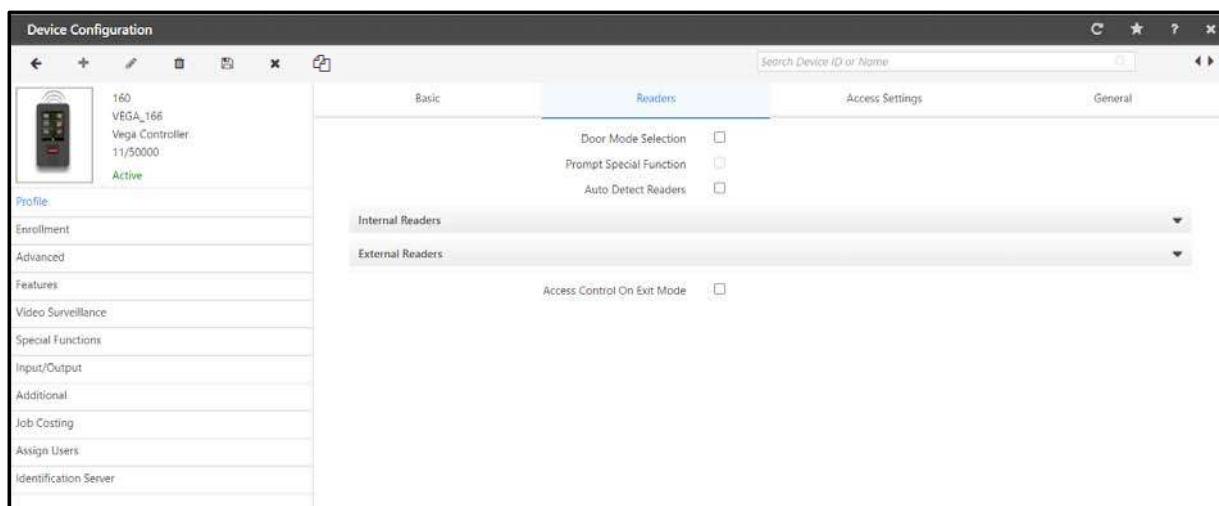 Device Configuration
Search Device ID or Name
160
VEGA_166
Vega Controller
11/50000
Active
Profile
Enrollment
Advanced
Features
Video Surveillance
Special Functions
Input/Output
Additional
Job Costing
Assign Users
Identification Server
Basic Readers Access Settings General
Door Mode Selection
Prompt Special Function
Auto Detect Readers
Internal Readers
External Readers
Access Control On Exit Mode